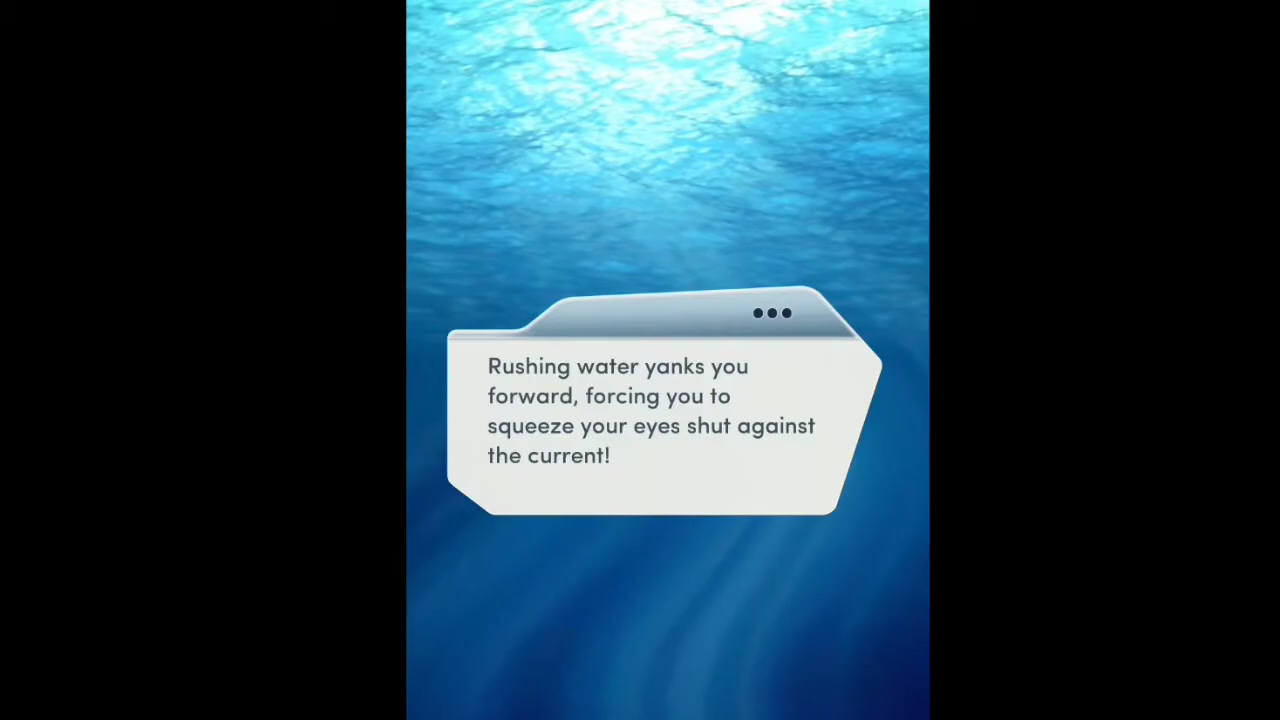 Rushing water yanks you
forward, forcing you to
squeeze your eyes shut against
the current!